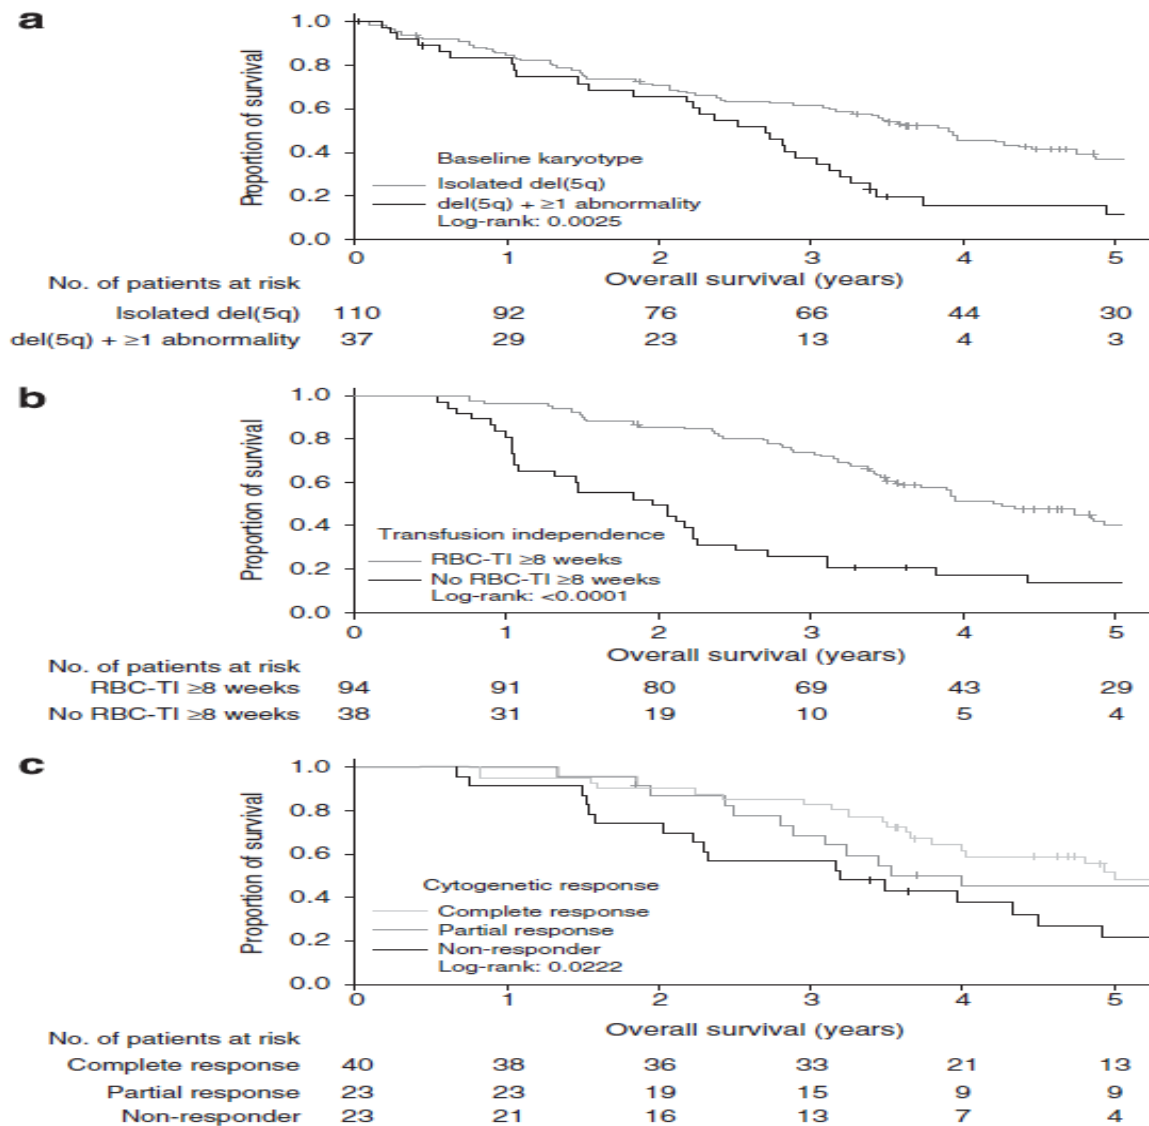 a
Proportion of survival
1.0
0.8
0.6
0.4
0.2
0.0
Baseline karyotype
Isolated del(5q)
del(5q) + ≥1 abnormality
Log-rank: 0.0025
0 1 2 3 4 5
Overall survival (years)
No. of patients at risk
Isolated del(5q) 110 92 76 66 44 30
del(5q) + ≥1 abnormality 37 29 23 13 4 3
b
Proportion of survival
1.0
0.8
0.6
0.4
0.2
0.0
Transfusion independence
RBC-TI ≥8 weeks
No RBC-TI ≥8 weeks
Log-rank: <0.0001
0 1 2 3 4 5
Overall survival (years)
No. of patients at risk
RBC-TI ≥8 weeks 94 91 80 69 43 29
No RBC-TI ≥8 weeks 38 31 19 10 5 4
c
Proportion of survival
1.0
0.8
0.6
0.4
0.2
0.0
Cytogenetic response
Complete response
Partial response
Non-responder
Log-rank: 0.0222
0 1 2 3 4 5
Overall survival (years)
No. of patients at risk
Complete response 40 38 36 33 21 13
Partial response 23 23 19 15 9 9
Non-responder 23 21 16 13 7 4